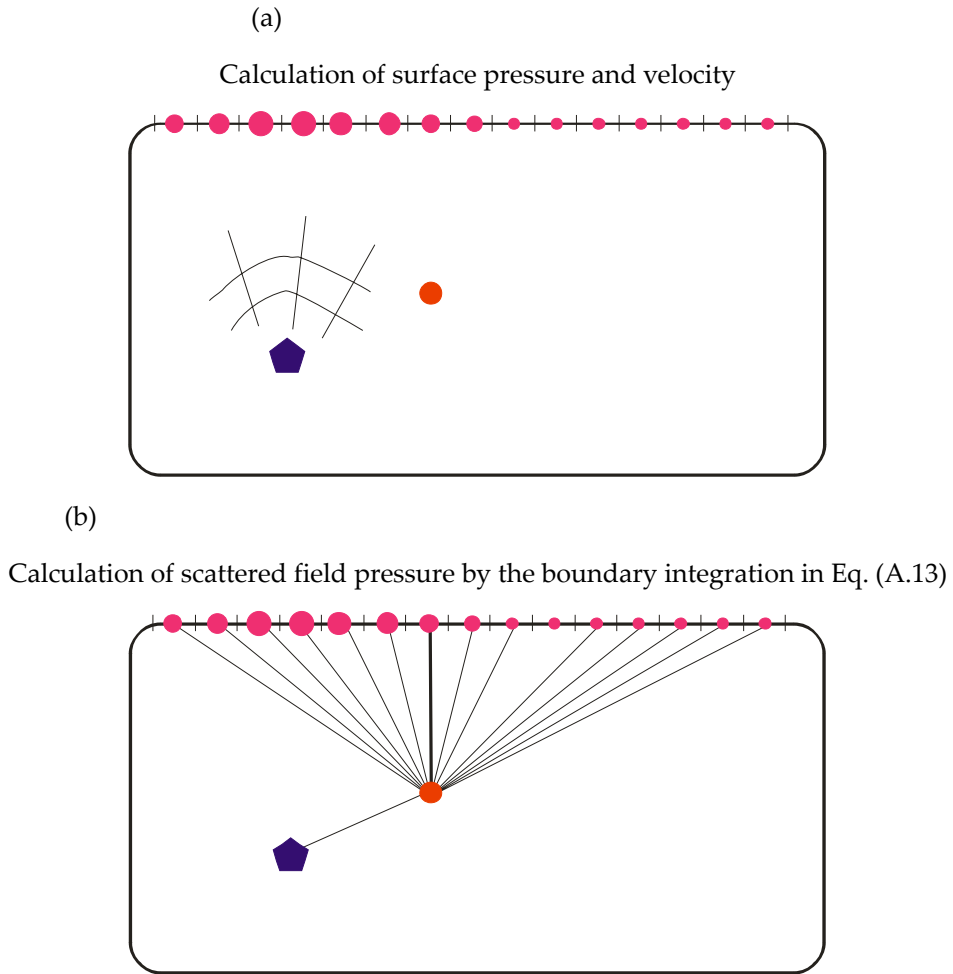 (a)
Calculation of surface pressure and velocity
(b)
Calculation of scattered field pressure by the boundary integration in Eq. (A.13)